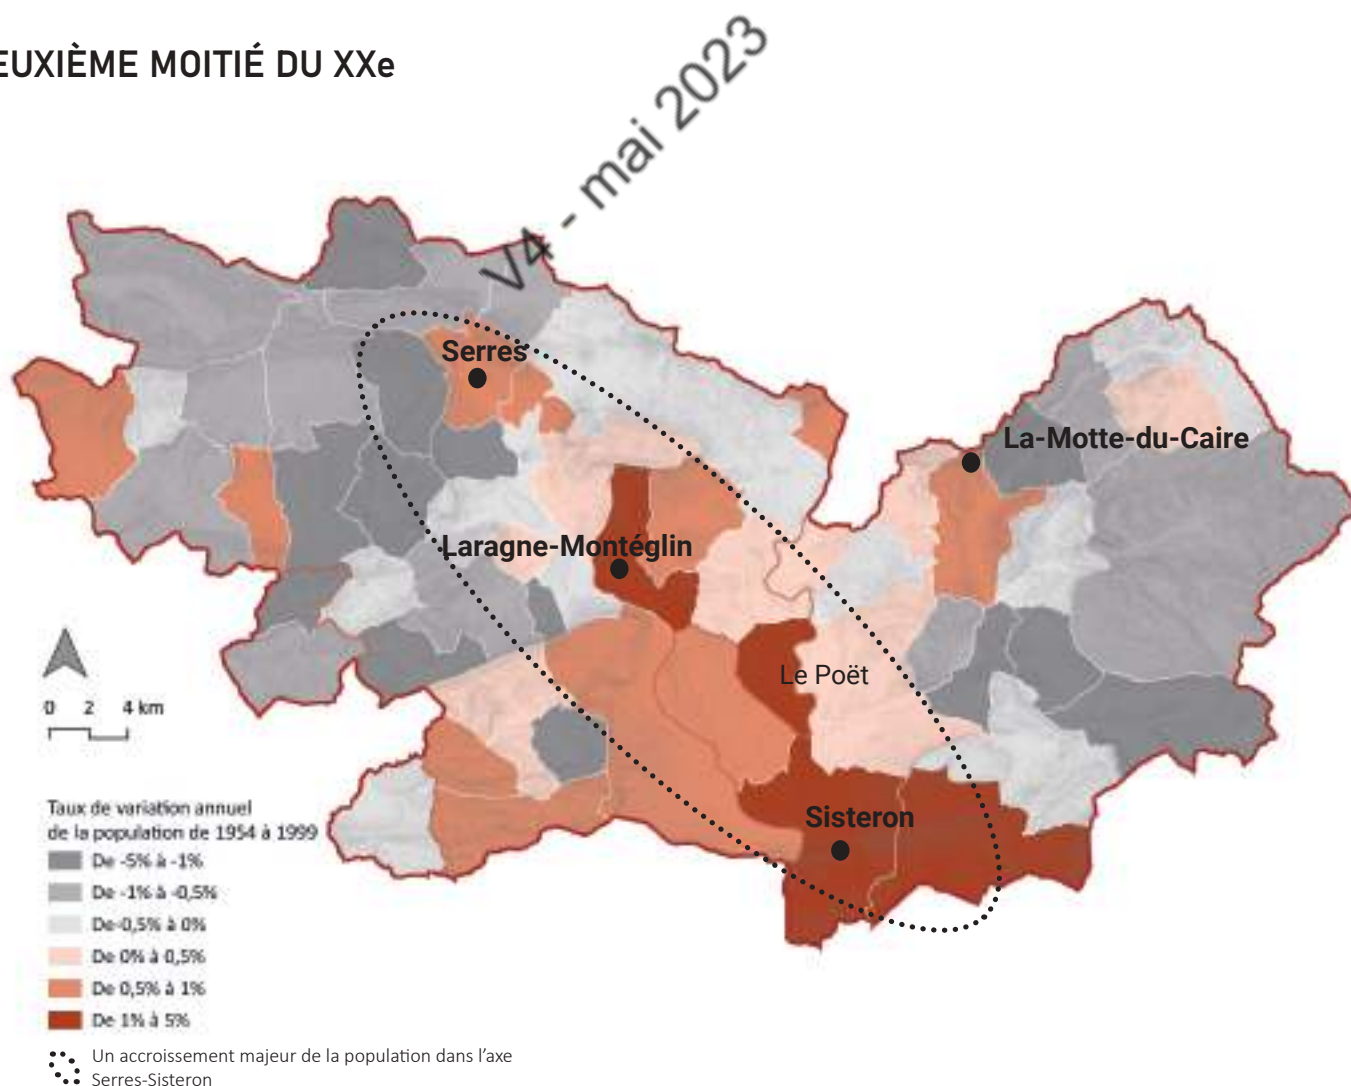 EUXIÈME MOITIÉ DU XXe
V4 - mai 2023
Serres
La-Motte-du-Caire
Laragne-Montéglin
Le Poët
Sisteron
0 2 4 km
Taux de variation annuel
de la population de 1954 à 1999
De -5% à -1%
De -1% à -0,5%
De-0,5% à 0%
De 0% à 0,5%
De 0,5% à 1%
De 1% à 5%
Un accroissement majeur de la population dans l'axe
Serres-Sisteron